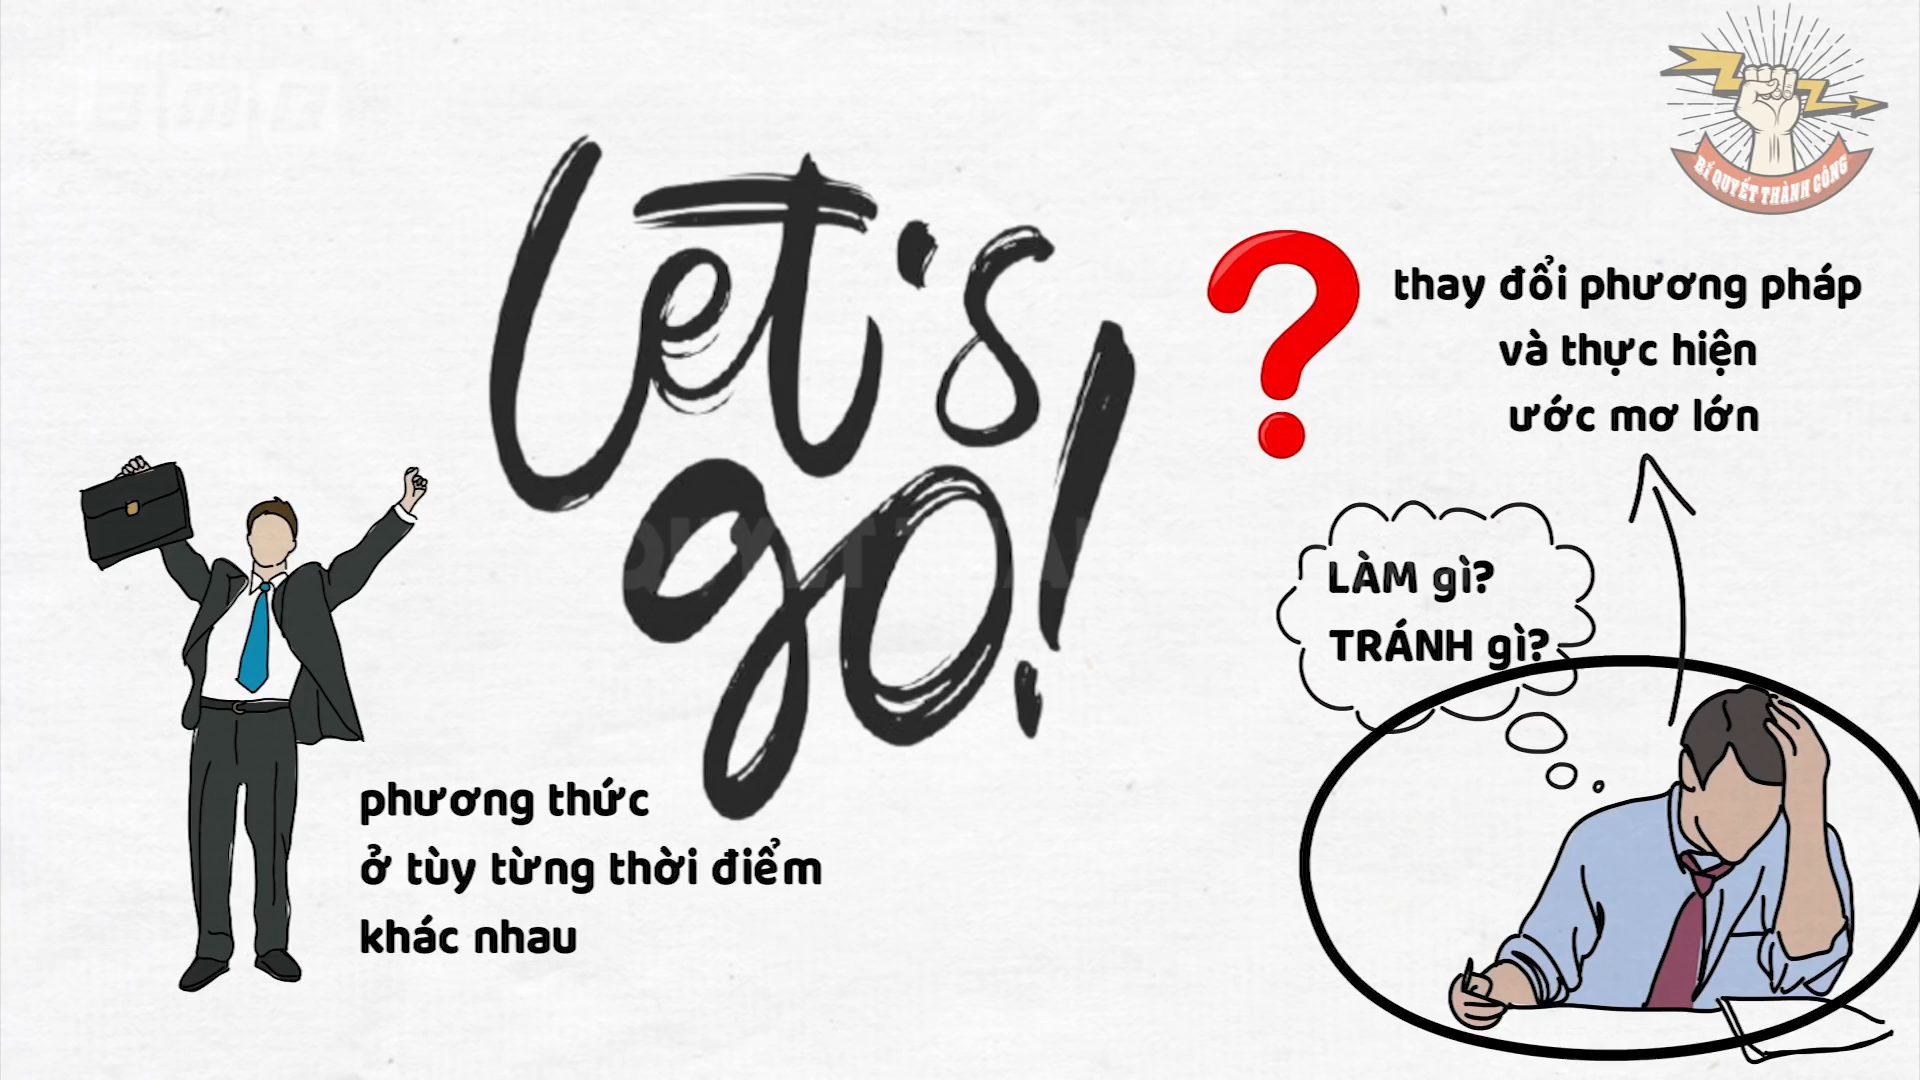 BÍ QUYẾT THÀNH CÔNG
Let's
go!
thay đổi phương pháp
và thực hiện
ước mơ lớn
LÀM gì?
TRÁNH gì?
phương thức
ở tùy từng thời điểm
khác nhau